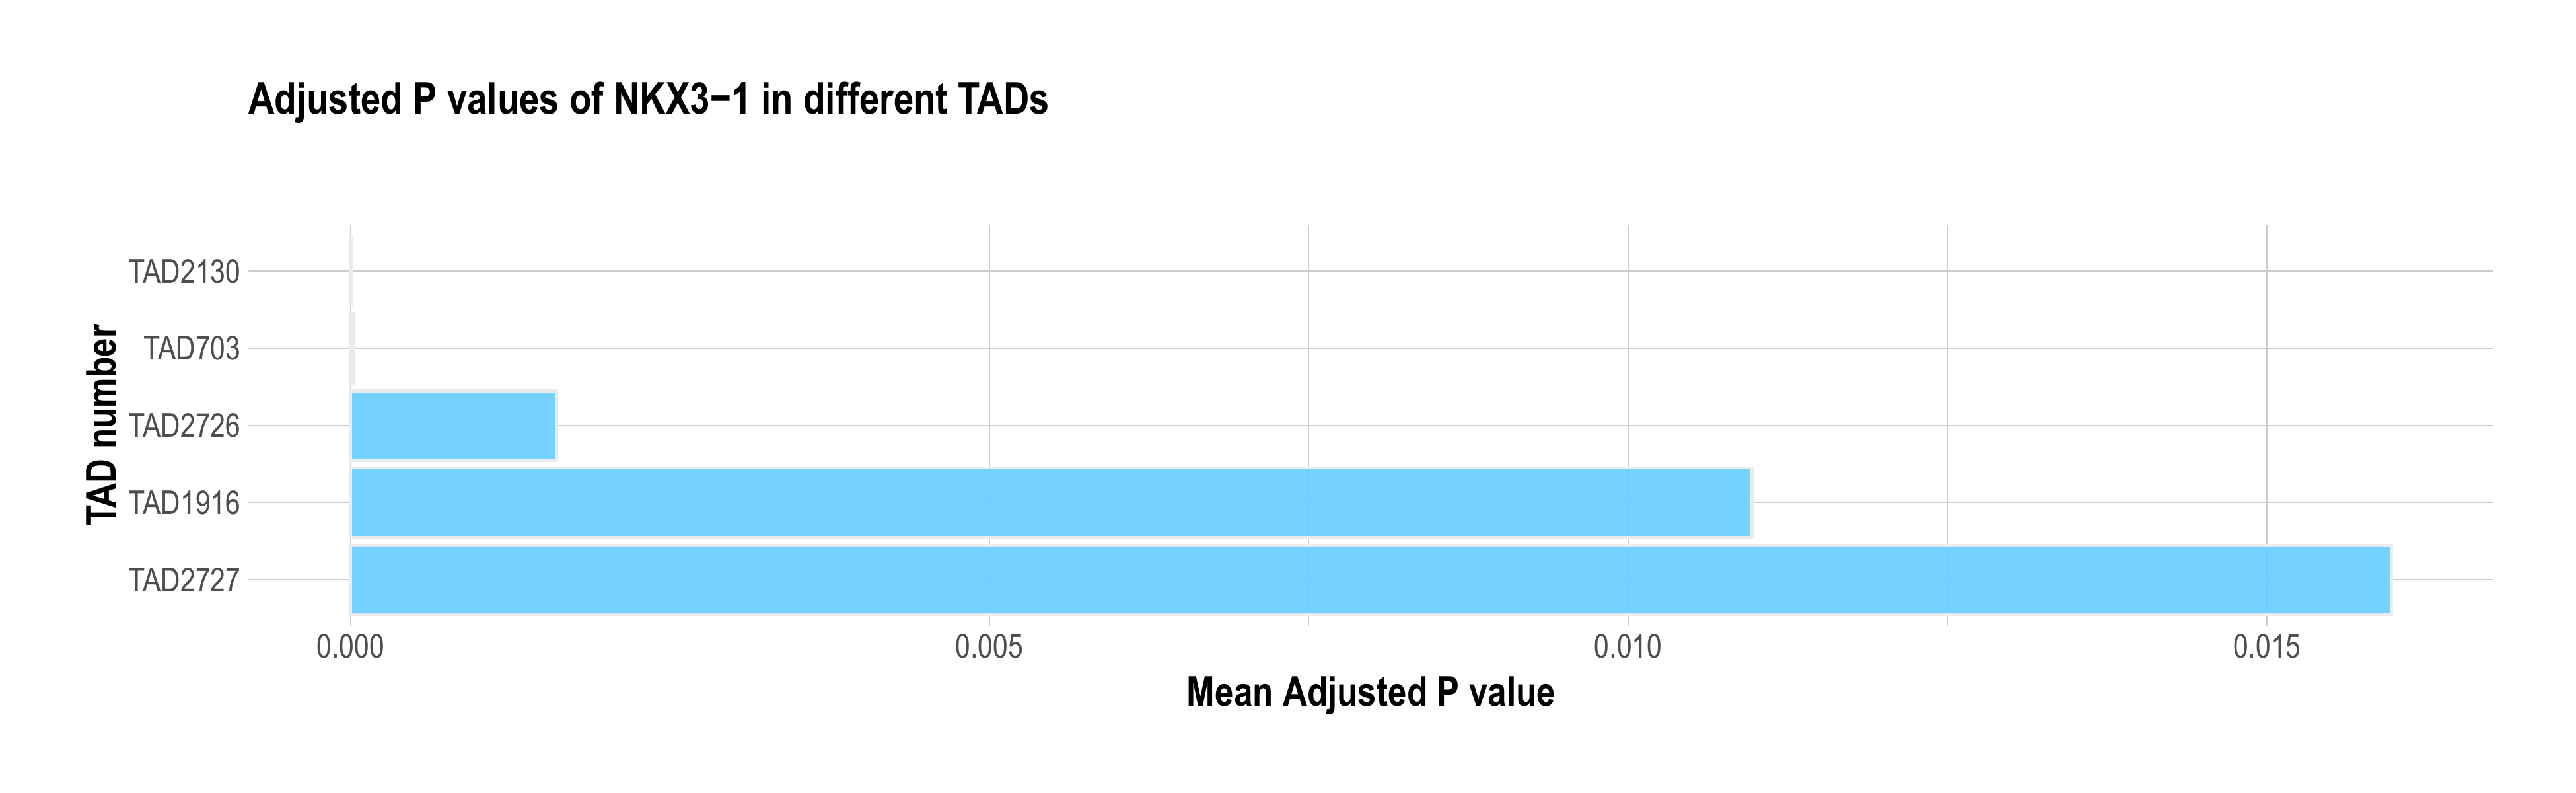 Adjusted P values of NKX3−1 in different TADs
TAD number
TAD2130
TAD703
TAD2726
TAD1916
TAD2727
0.000 0.005 0.010 0.015
Mean Adjusted P value